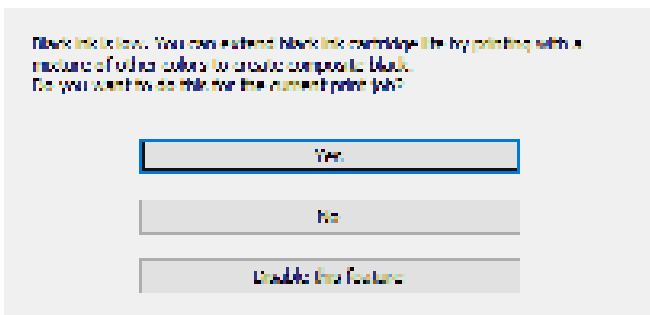 Black ink is low. You can extend black ink cartridge life by printing with a
mixture of other colors to create composite black.
Do you want to do this for the current print job?
Yes
No
Disable this feature